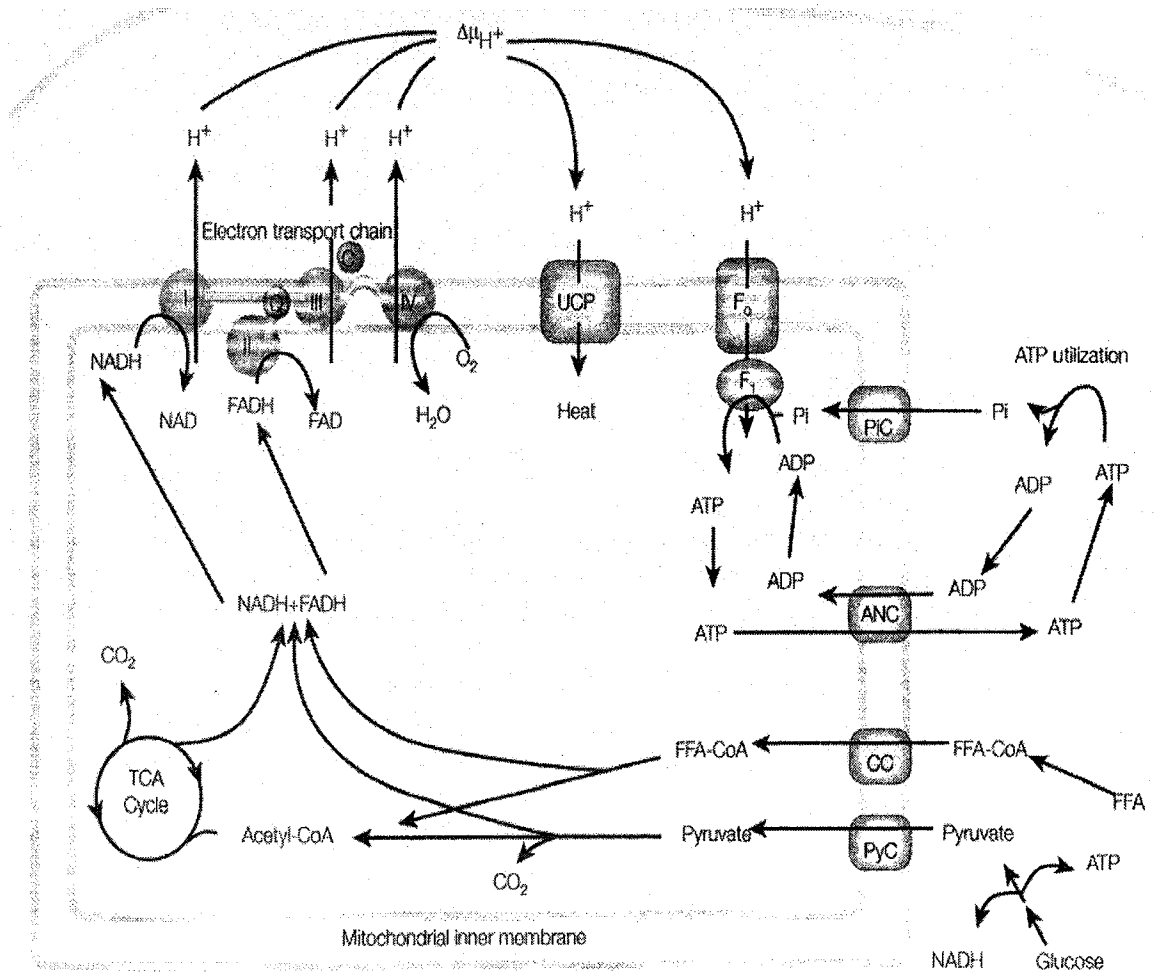 ΔμH+
H+ H+ H+
H+ H+
Electron transport chain
C
I Q III IV
UCP
Fo
II
NADH
O2
F1
ATP utilization
NAD
FADH
FAD
H2O
Heat
Pi
PiC
Pi
ADP
ATP
ADP
ATP
ADP
ADP
ANC
NADH+FADH
ATP
ATP
CO2
FFA-CoA
CC
FFA-CoA
TCA
Cycle
FFA
Acetyl-CoA
Pyruvate
PyC
Pyruvate
CO2
ATP
Mitochondrial inner membrane
NADH
Glucose